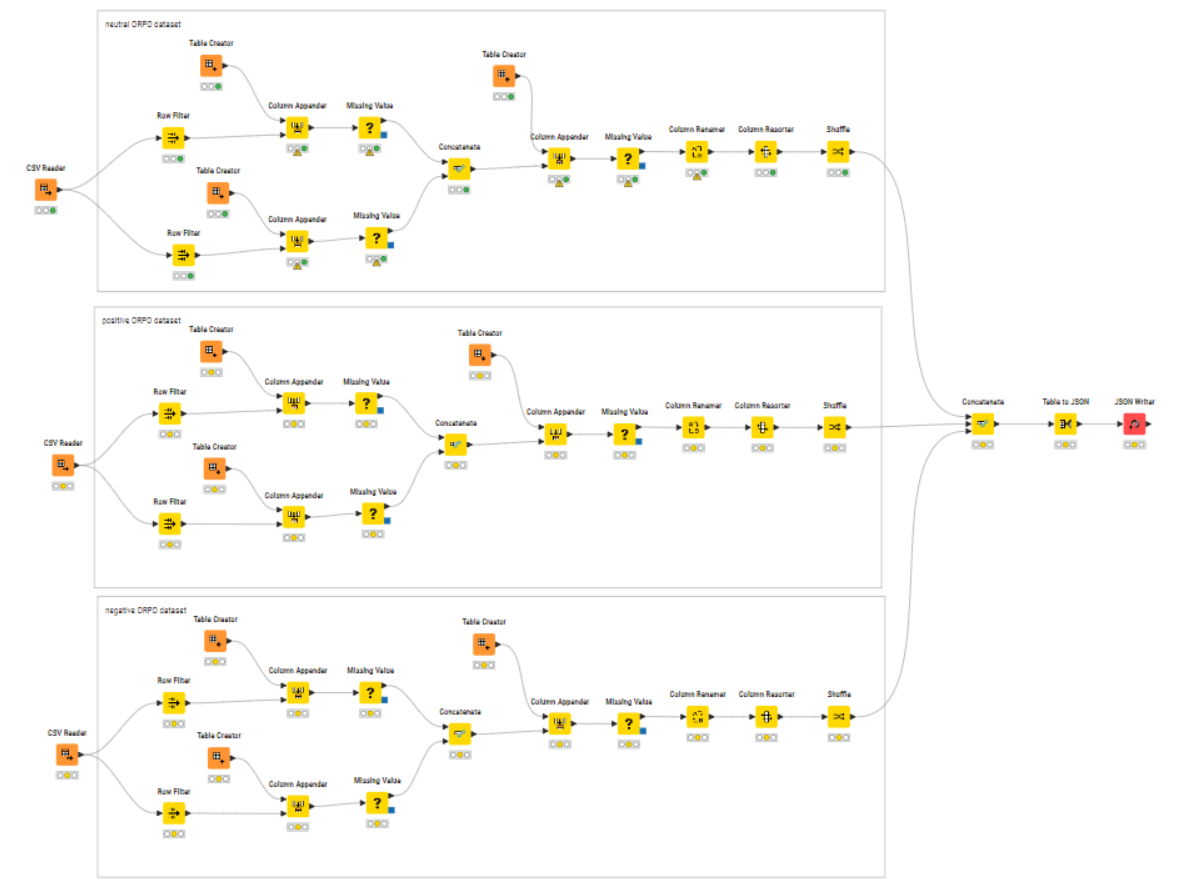 neutral ORPO dataset
Table Creator
Table Creator
Column Appender
Missing Value
Row Filter
Column Renamer
Column Resorter
Shuffle
Column Appender
Missing Value
Concatenate
CSV Reader
Table Creator
Column Appender
Missing Value
Row Filter
positive ORPO dataset
Table Creator
Table Creator
Column Appender
Missing Value
Row Filter
Column Renamer
Column Resorter
Shuffle
Concatenate
Table to JSON
JSON Writer
Column Appender
Missing Value
Concatenate
CSV Reader
Table Creator
Column Appender
Missing Value
Row Filter
negative ORPO dataset
Table Creator
Table Creator
Column Appender
Missing Value
Row Filter
Column Renamer
Column Resorter
Shuffle
Column Appender
Missing Value
Concatenate
CSV Reader
Table Creator
Column Appender
Missing Value
Row Filter